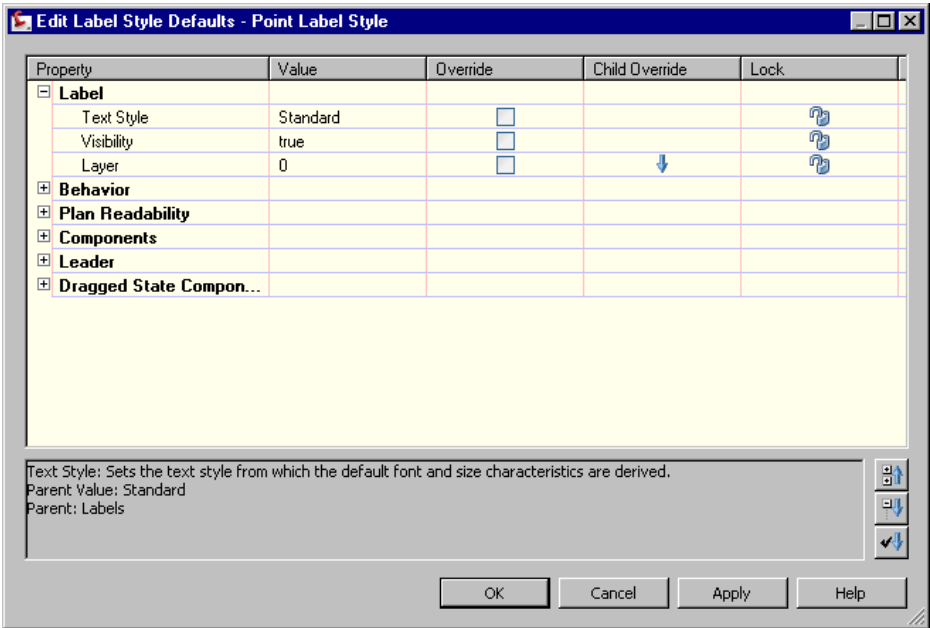 Edit Label Style Defaults - Point Label Style
Property Value Override Child Override Lock
Label
Text Style Standard
Visibility true
Layer 0
Behavior
Plan Readability
Components
Leader
Dragged State Compon...
Text Style: Sets the text style from which the default font and size characteristics are derived.
Parent Value: Standard
Parent: Labels
OK Cancel Apply Help